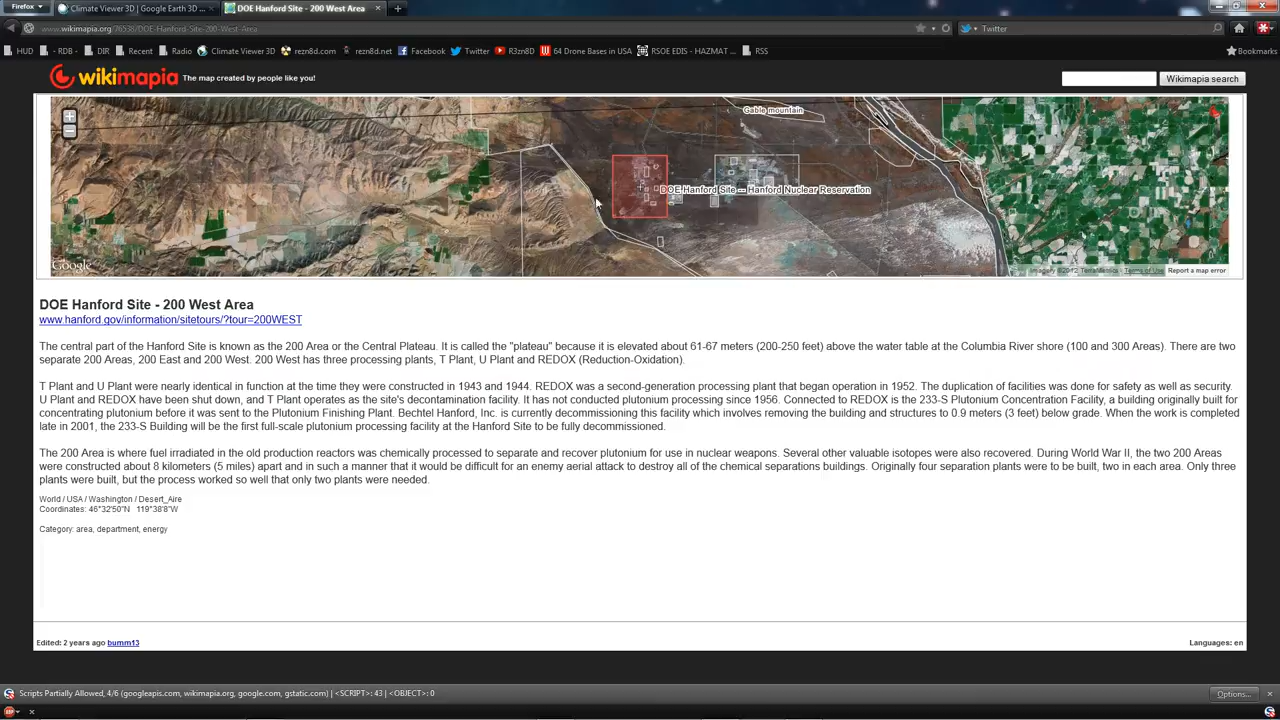 Firefox
Climate Viewer 3D | Google Earth 3D ...
DOE Hanford Site - 200 West Area
www.wikimapia.org/76538/DOE-Hanford-Site-200-West-Area
Twitter
HUD
- RDB -
DIR
Recent
Radio
Climate Viewer 3D
rezn8d.com
rezn8d.net
Facebook
Twitter
R3zn8D
64 Drone Bases in USA
RSOE EDIS - HAZMAT ...
RSS
Bookmarks
wikimapia
The map created by people like you!
Wikimapia search
Gable mountain
DOE Hanford Site -- Hanford Nuclear Reservation
Google
Imagery ©2012, TerraMetrics - Terms of Use
Report a map error
DOE Hanford Site - 200 West Area
www.hanford.gov/information/sitetours/?tour=200WEST
The central part of the Hanford Site is known as the 200 Area or the Central Plateau. It is called the "plateau" because it is elevated about 61-67 meters (200-250 feet) above the water table at the Columbia River shore (100 and 300 Areas). There are two
separate 200 Areas, 200 East and 200 West. 200 West has three processing plants, T Plant, U Plant and REDOX (Reduction-Oxidation).
T Plant and U Plant were nearly identical in function at the time they were constructed in 1943 and 1944. REDOX was a second-generation processing plant that began operation in 1952. The duplication of facilities was done for safety as well as security.
U Plant and REDOX have been shut down, and T Plant operates as the site's decontamination facility. It has not conducted plutonium processing since 1956. Connected to REDOX is the 233-S Plutonium Concentration Facility, a building originally built for
concentrating plutonium before it was sent to the Plutonium Finishing Plant. Bechtel Hanford, Inc. is currently decommissioning this facility which involves removing the building and structures to 0.9 meters (3 feet) below grade. When the work is completed
late in 2001, the 233-S Building will be the first full-scale plutonium processing facility at the Hanford Site to be fully decommissioned.
The 200 Area is where fuel irradiated in the old production reactors was chemically processed to separate and recover plutonium for use in nuclear weapons. Several other valuable isotopes were also recovered. During World War II, the two 200 Areas
were constructed about 8 kilometers (5 miles) apart and in such a manner that it would be difficult for an enemy aerial attack to destroy all of the chemical separations buildings. Originally four separation plants were to be built, two in each area. Only three
plants were built, but the process worked so well that only two plants were needed.
World / USA / Washington / Desert_Aire
Coordinates: 46°32'50"N 119°38'8"W
Category: area, department, energy
Edited: 2 years ago bumm13
Languages: en
Scripts Partially Allowed, 4/6 (googleapis.com, wikimapia.org, google.com, gstatic.com) | <SCRIPT>: 43 | <OBJECT>: 0
Options...